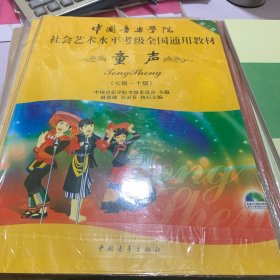 中国音乐学院
社会艺术水平考级全国通用教材
童声
TongSheng
(七级~十级)
中国音乐学院考级委员会 主编
中国青年出版社